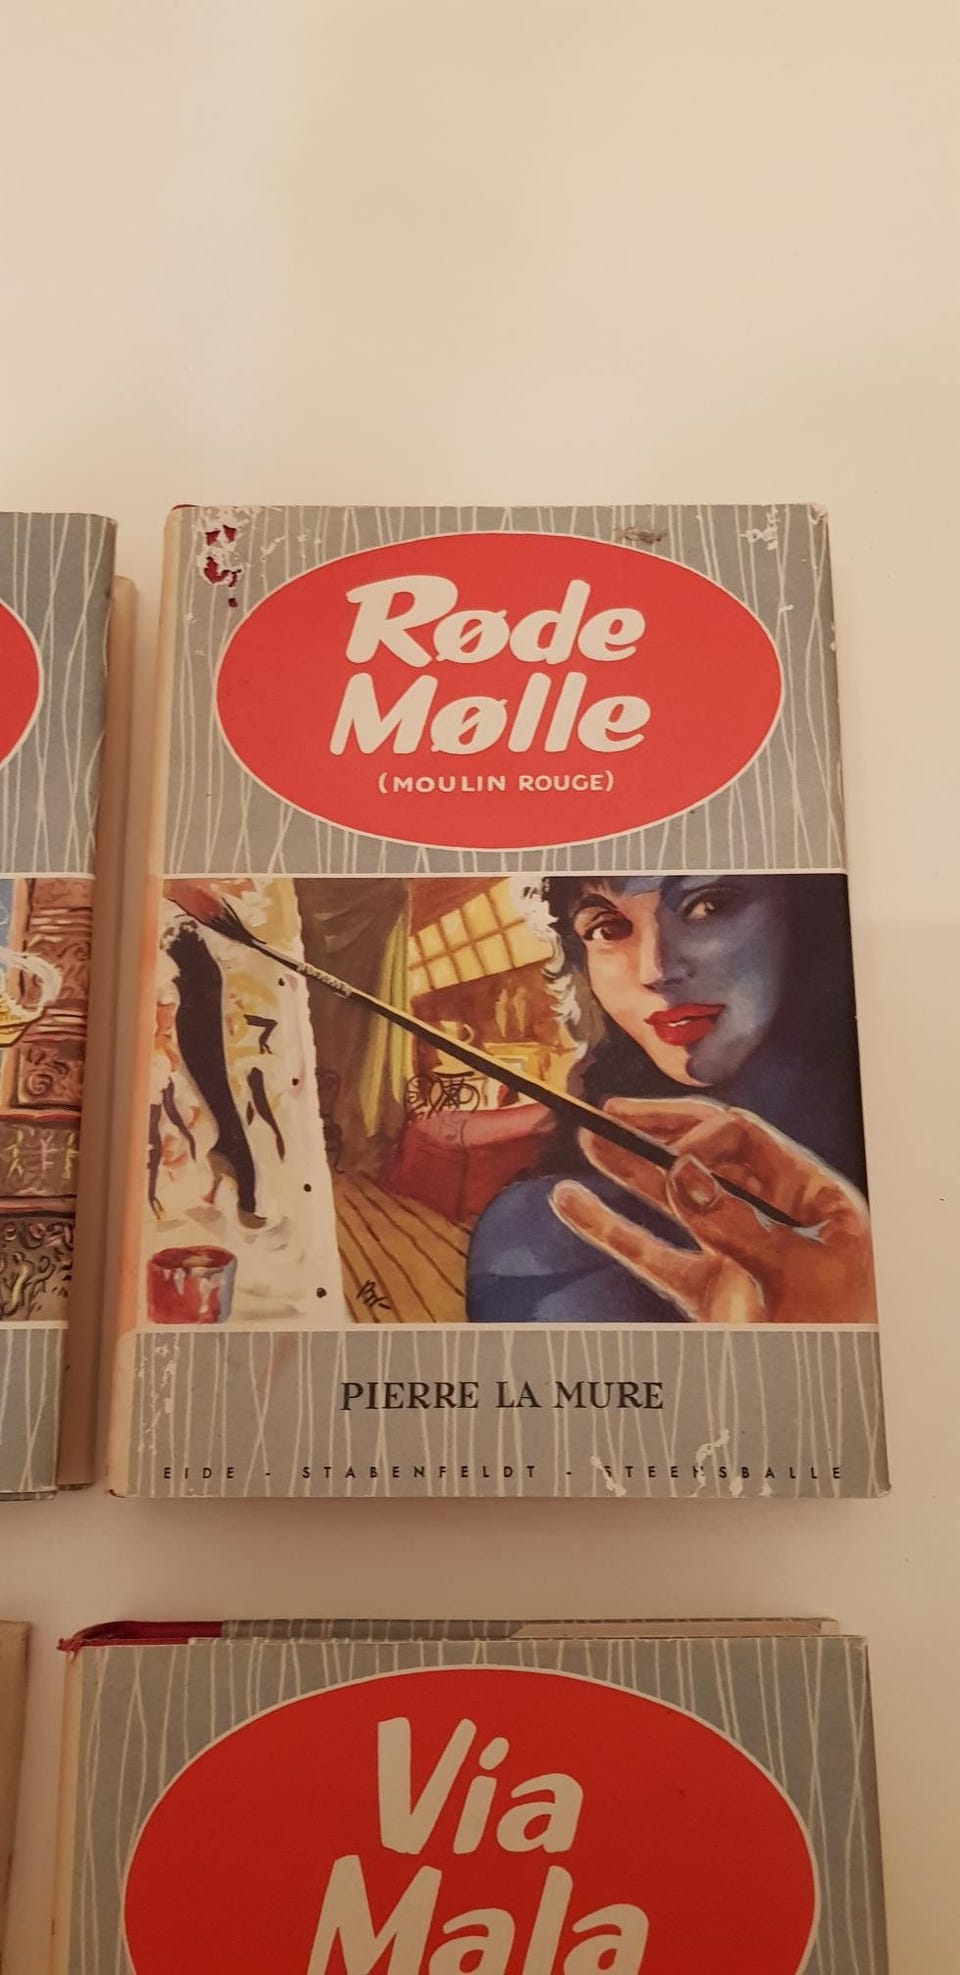 Røde
Mølle
(MOULIN ROUGE)
PIERRE LA MURE
EIDE - STABENFELDT - STEENSBALLE
Via
Mala